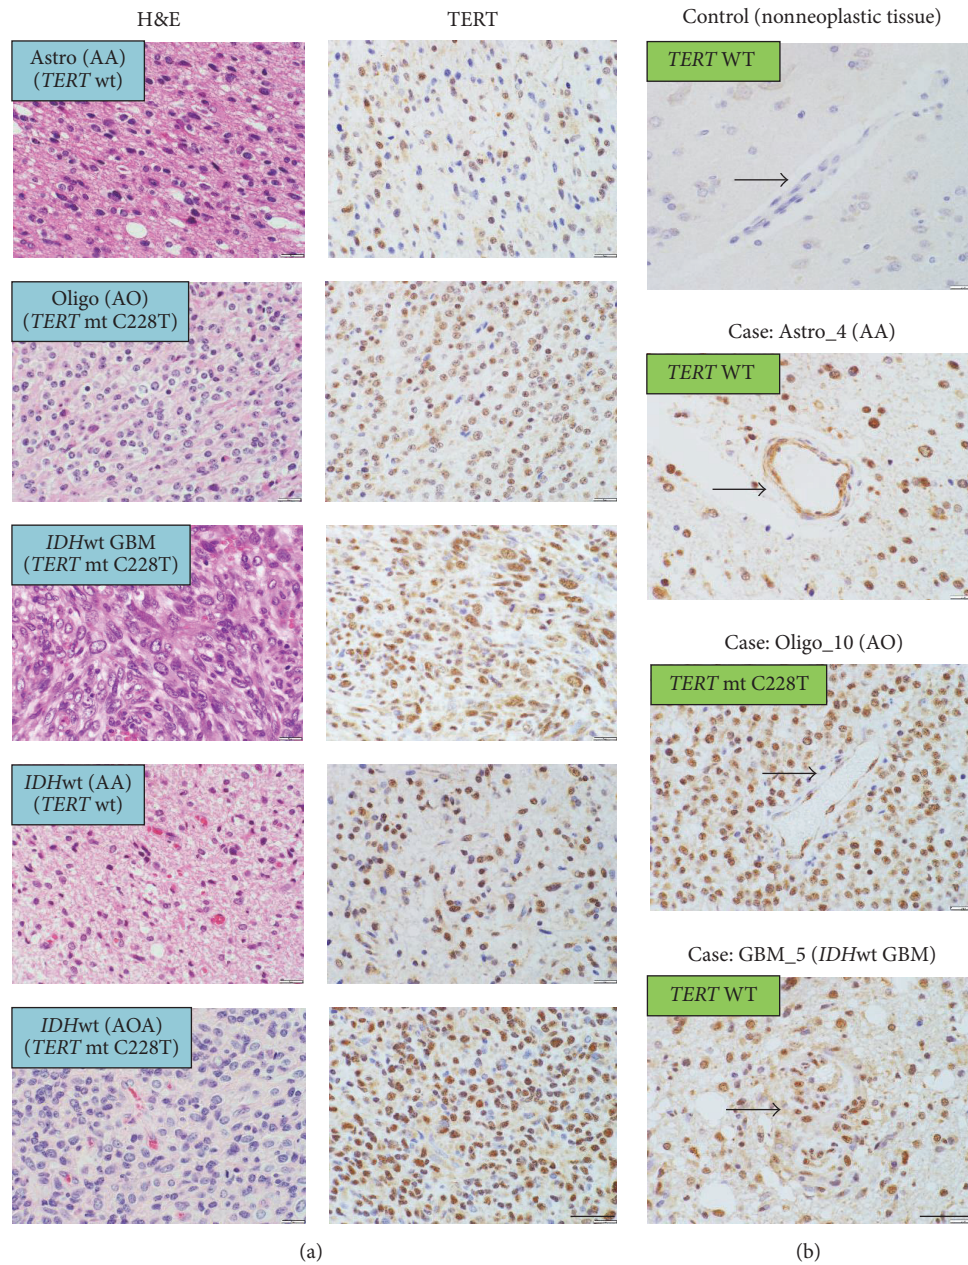 H&E
TERT
Astro (AA)
(TERT wt)
Oligo (AO)
(TERT mt C228T)
IDHwt GBM
(TERT mt C228T)
IDHwt (AA)
(TERT wt)
IDHwt (AOA)
(TERT mt C228T)
(a)
Control (nonneoplastic tissue)
TERT WT
Case: Astro_4 (AA)
TERT WT
Case: Oligo_10 (AO)
TERT mt C228T
Case: GBM_5 (IDHwt GBM)
TERT WT
(b)